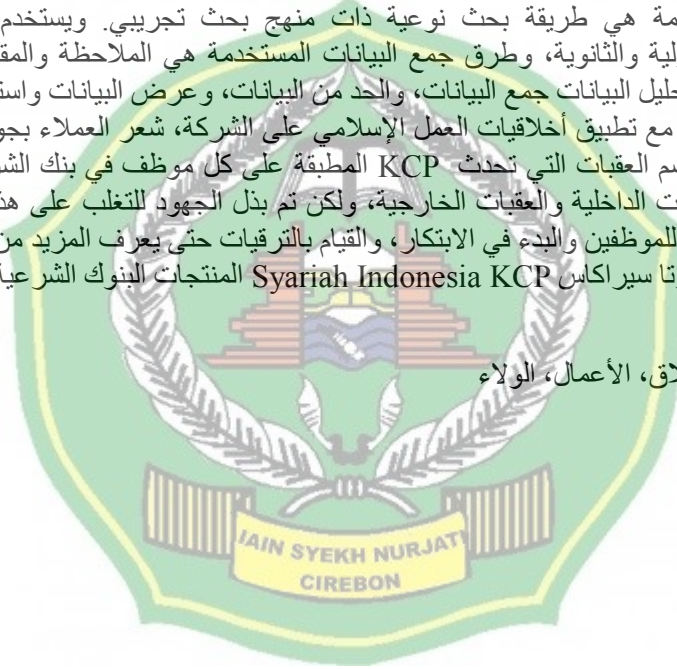 مة هي طريقة بحث نوعية ذات منهج بحث تجريبي. ويستخدم
لية والثانوية، وطرق جمع البيانات المستخدمة هي الملاحظة والمق
حليل البيانات جمع البيانات، والحد من البيانات، وعرض البيانات واست
مع تطبيق أخلاقيات العمل الإسلامي على الشركة، شعر العملاء بجو
سم العقبات التي تحدث KCP المطبقة على كل موظف في بنك الش
ت الداخلية والعقبات الخارجية، ولكن تم بذل الجهود للتغلب على هذ
للموظفين والبدء في الابتكار، والقيام بالترقيات حتى يعرف المزيد من
وتا سيراكاس Syariah Indonesia KCP المنتجات البنوك الشرعية
لاق، الأعمال، الولاء
IAIN SYEKH NURJATI
CIREBON